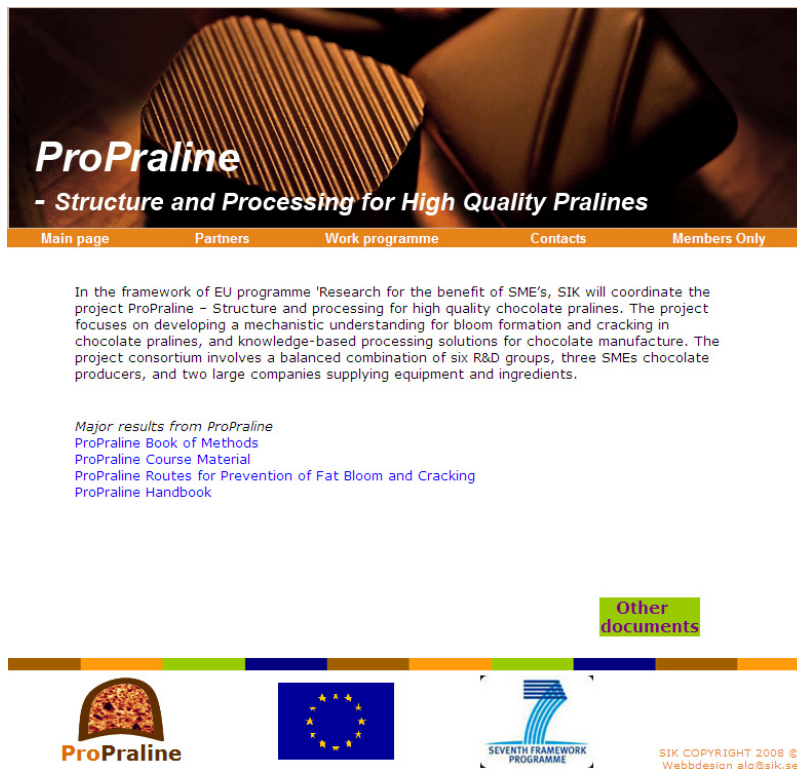 ProPraline
- Structure and Processing for High Quality Pralines
Main page Partners Work programme Contacts Members Only
In the framework of EU programme 'Research for the benefit of SME’s, SIK will coordinate the
project ProPraline – Structure and processing for high quality chocolate pralines. The project
focuses on developing a mechanistic understanding for bloom formation and cracking in
chocolate pralines, and knowledge-based processing solutions for chocolate manufacture. The
project consortium involves a balanced combination of six R&D groups, three SMEs chocolate
producers, and two large companies supplying equipment and ingredients.
Major results from ProPraline
ProPraline Book of Methods
ProPraline Course Material
ProPraline Routes for Prevention of Fat Bloom and Cracking
ProPraline Handbook
Other
documents
ProPraline
SEVENTH FRAMEWORK
PROGRAMME
SIK COPYRIGHT 2008 ©
Webbdesign alo@sik.se